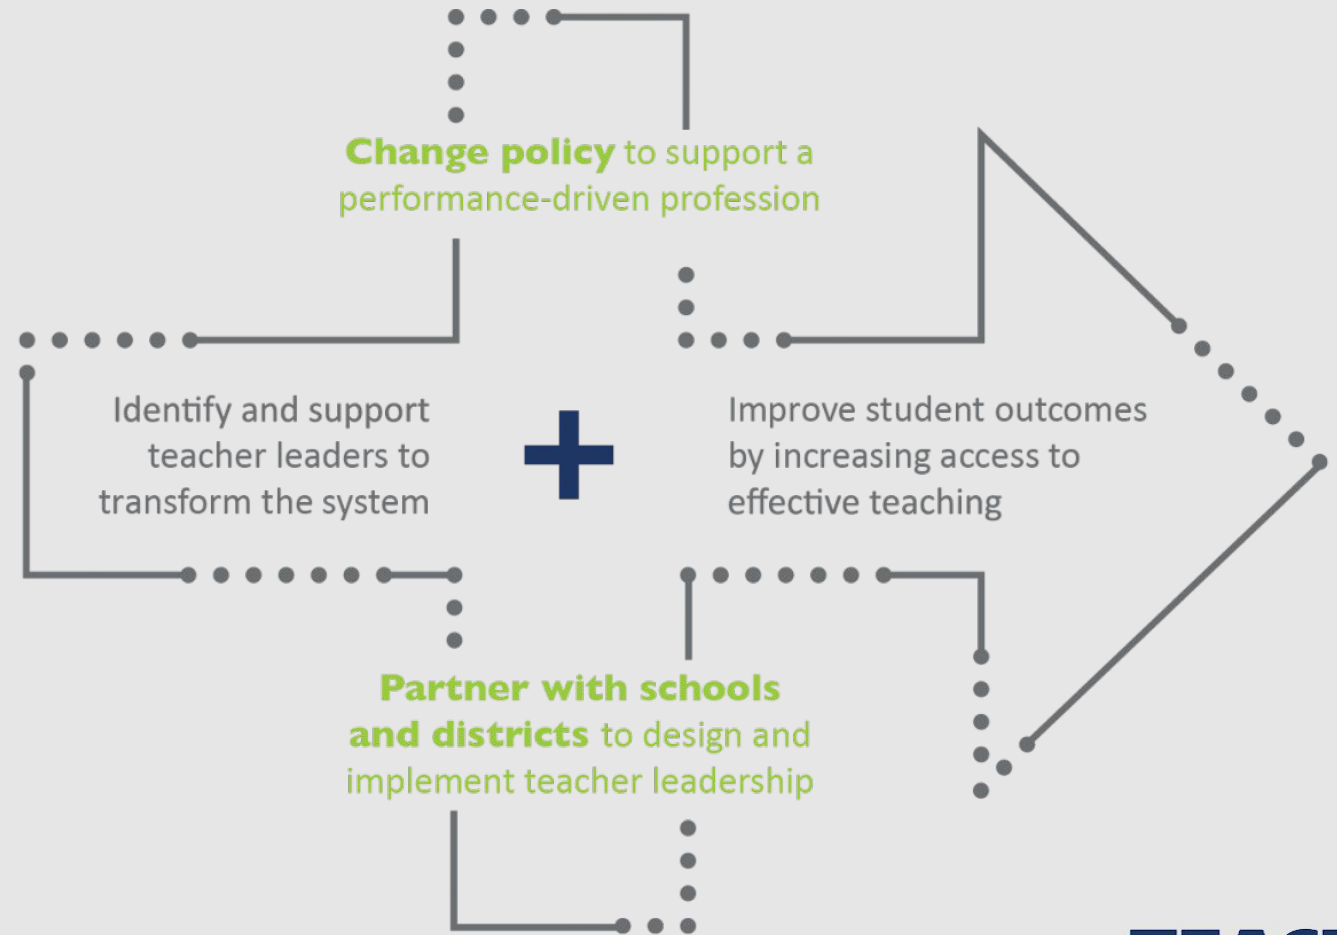 Change policy to support a
performance-driven profession
Identify and support
teacher leaders to
transform the system
+
Improve student outcomes
by increasing access to
effective teaching
Partner with schools
and districts to design and
implement teacher leadership